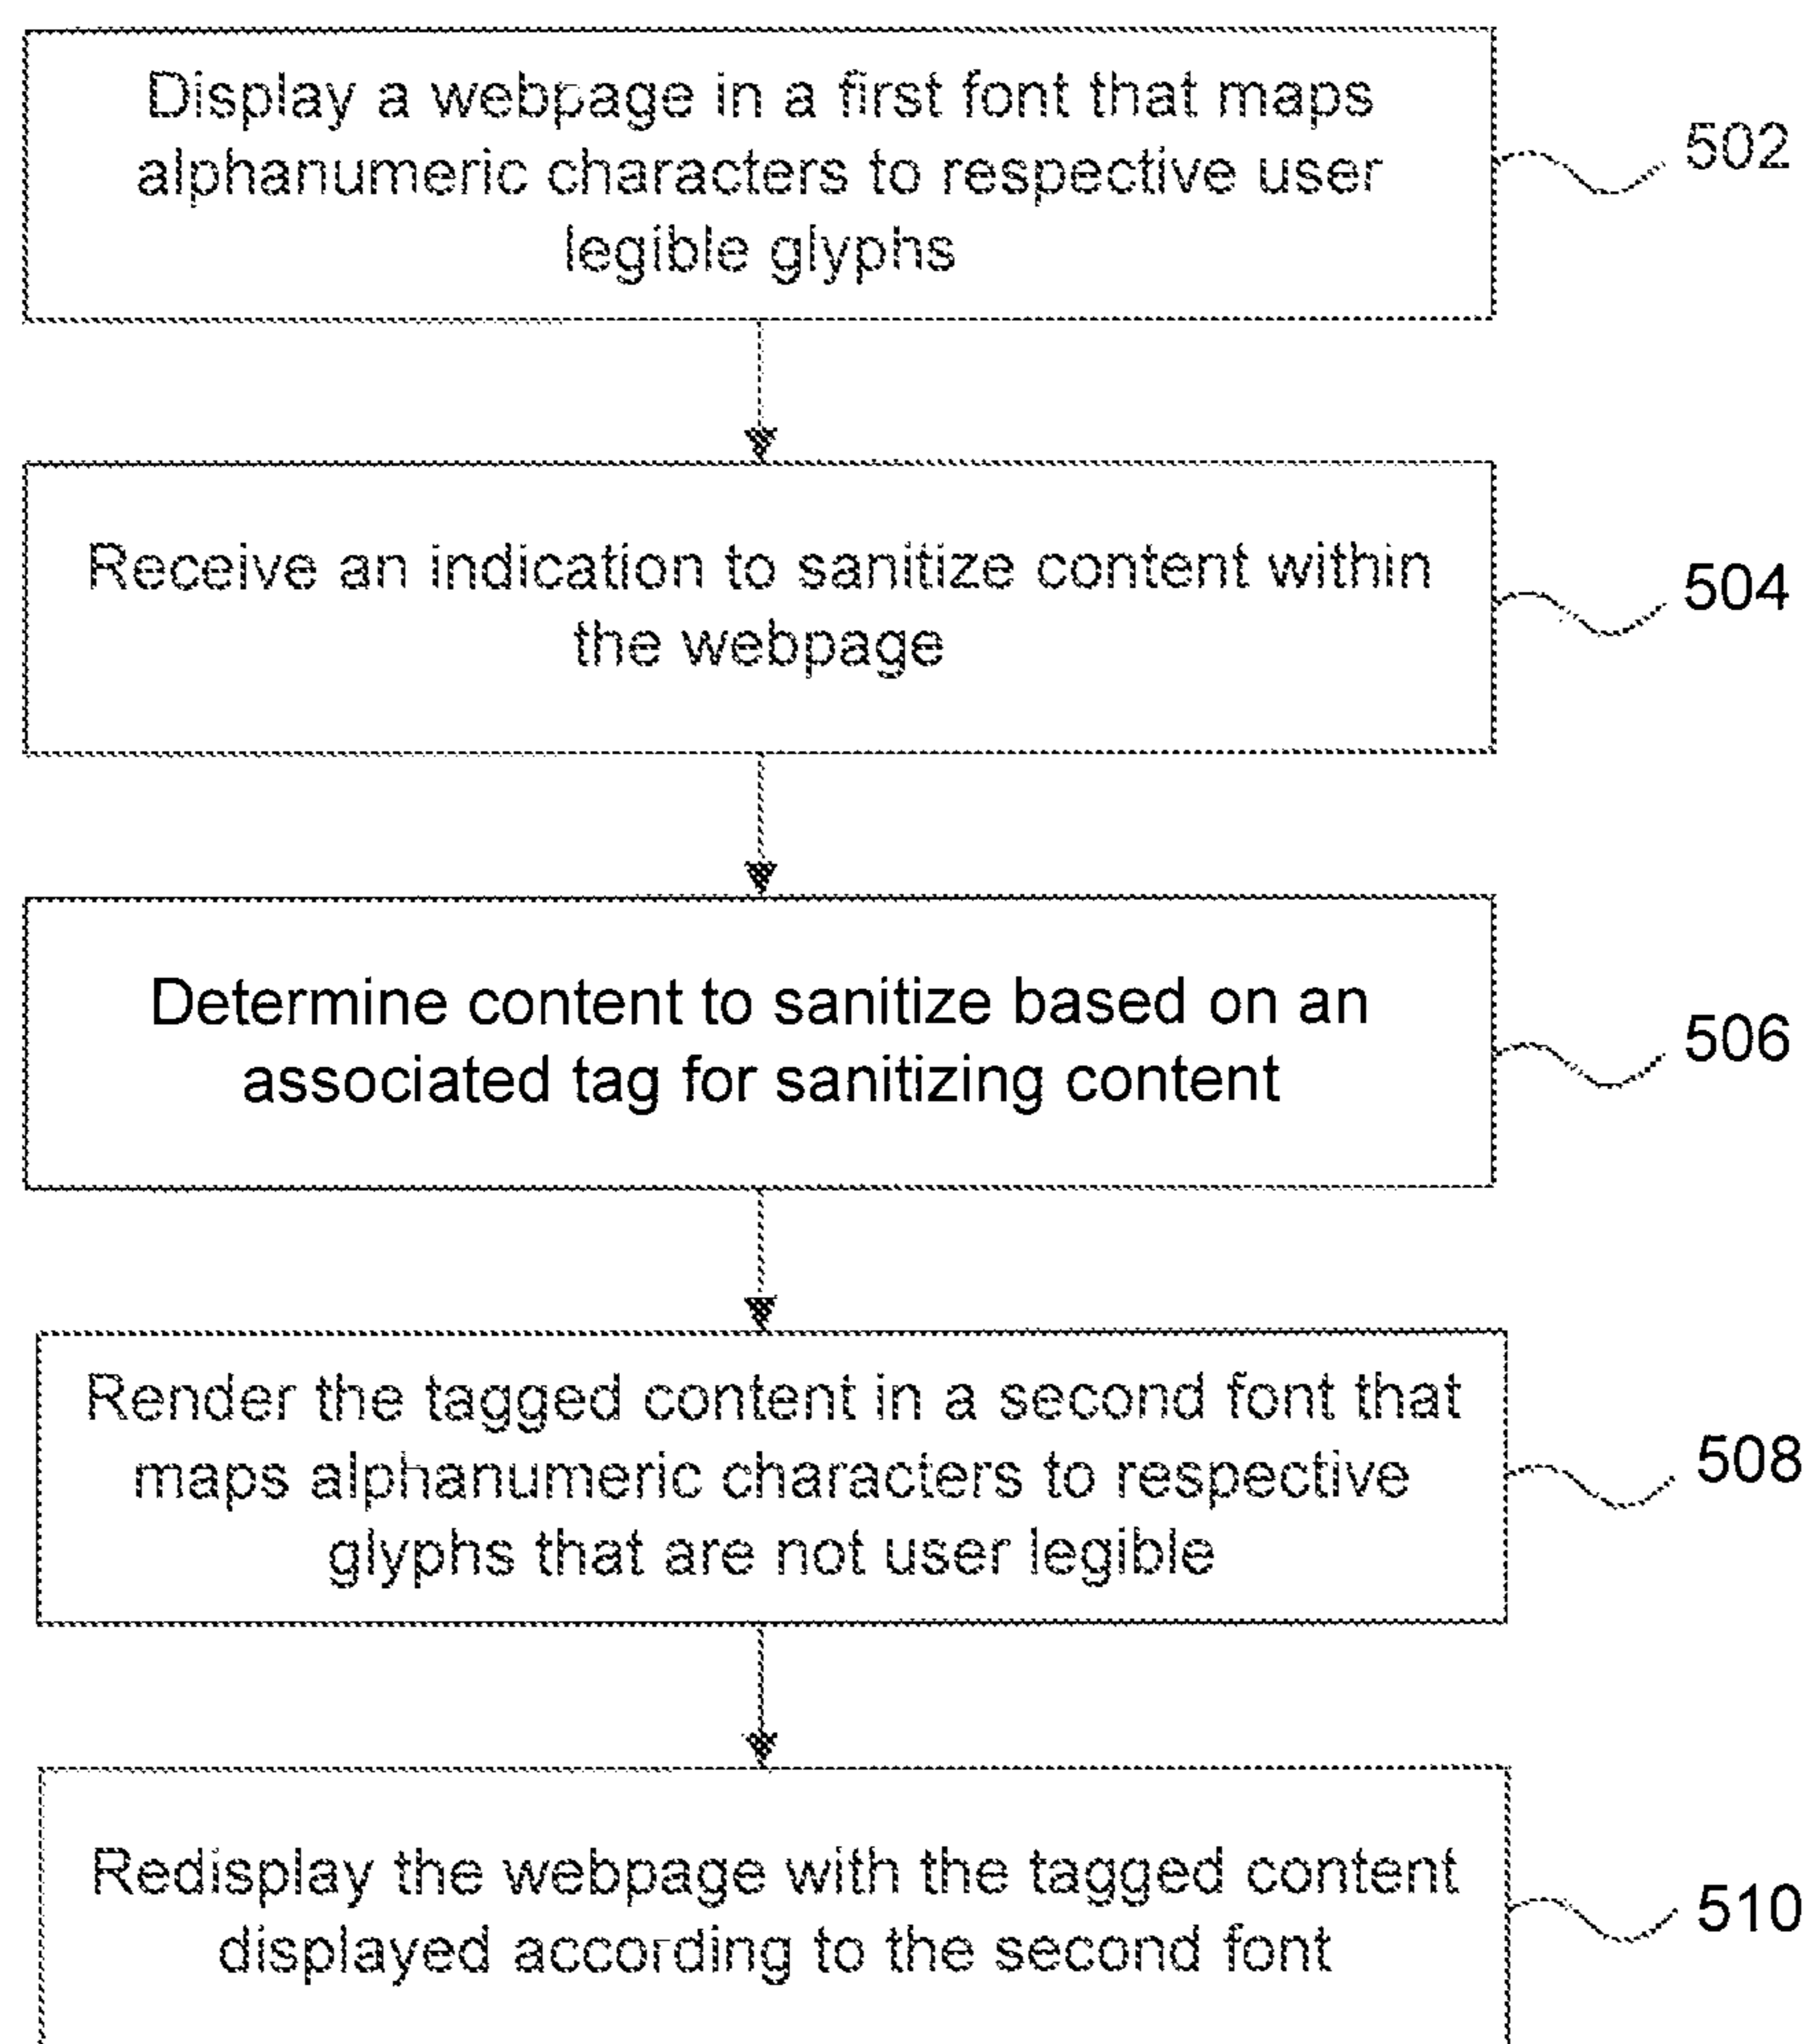 Display a webpage in a first font that maps
alphanumeric characters to respective user
legible glyphs
502
Receive an indication to sanitize content within
the webpage
504
Determine content to sanitize based on an
associated tag for sanitizing content
506
Render the tagged content in a second font that
maps alphanumeric characters to respective
glyphs that are not user legible
508
Redisplay the webpage with the tagged content
displayed according to the second font
510